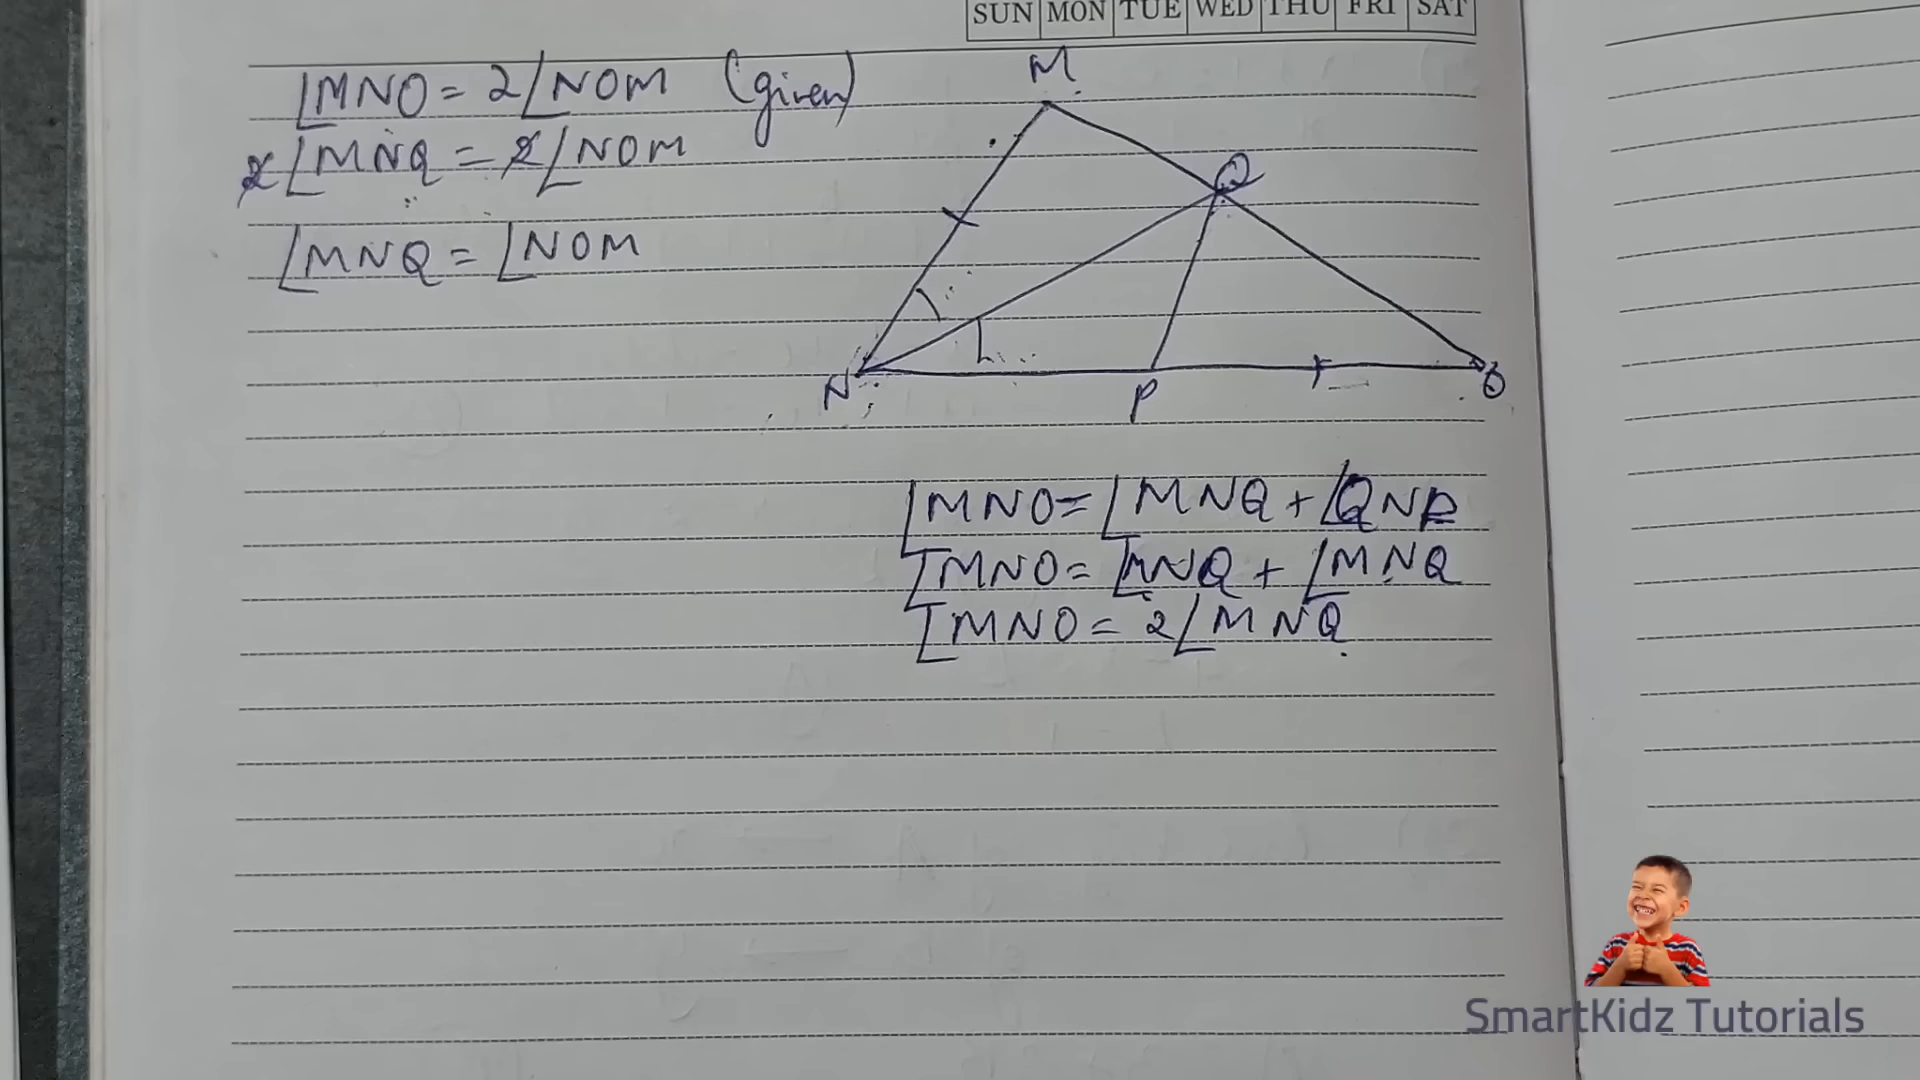 SUN MON TUE WED THU FRI SAT
∠MNO = 2∠NOM (given)
2∠MNQ = 2∠NOM
∠MNQ = ∠NOM
M
Q
N
P
O
∠MNO = ∠MNQ + ∠QNP
∠MNO = ∠MNQ + ∠MNQ
∠MNO = 2∠MNQ
SmartKidz Tutorials